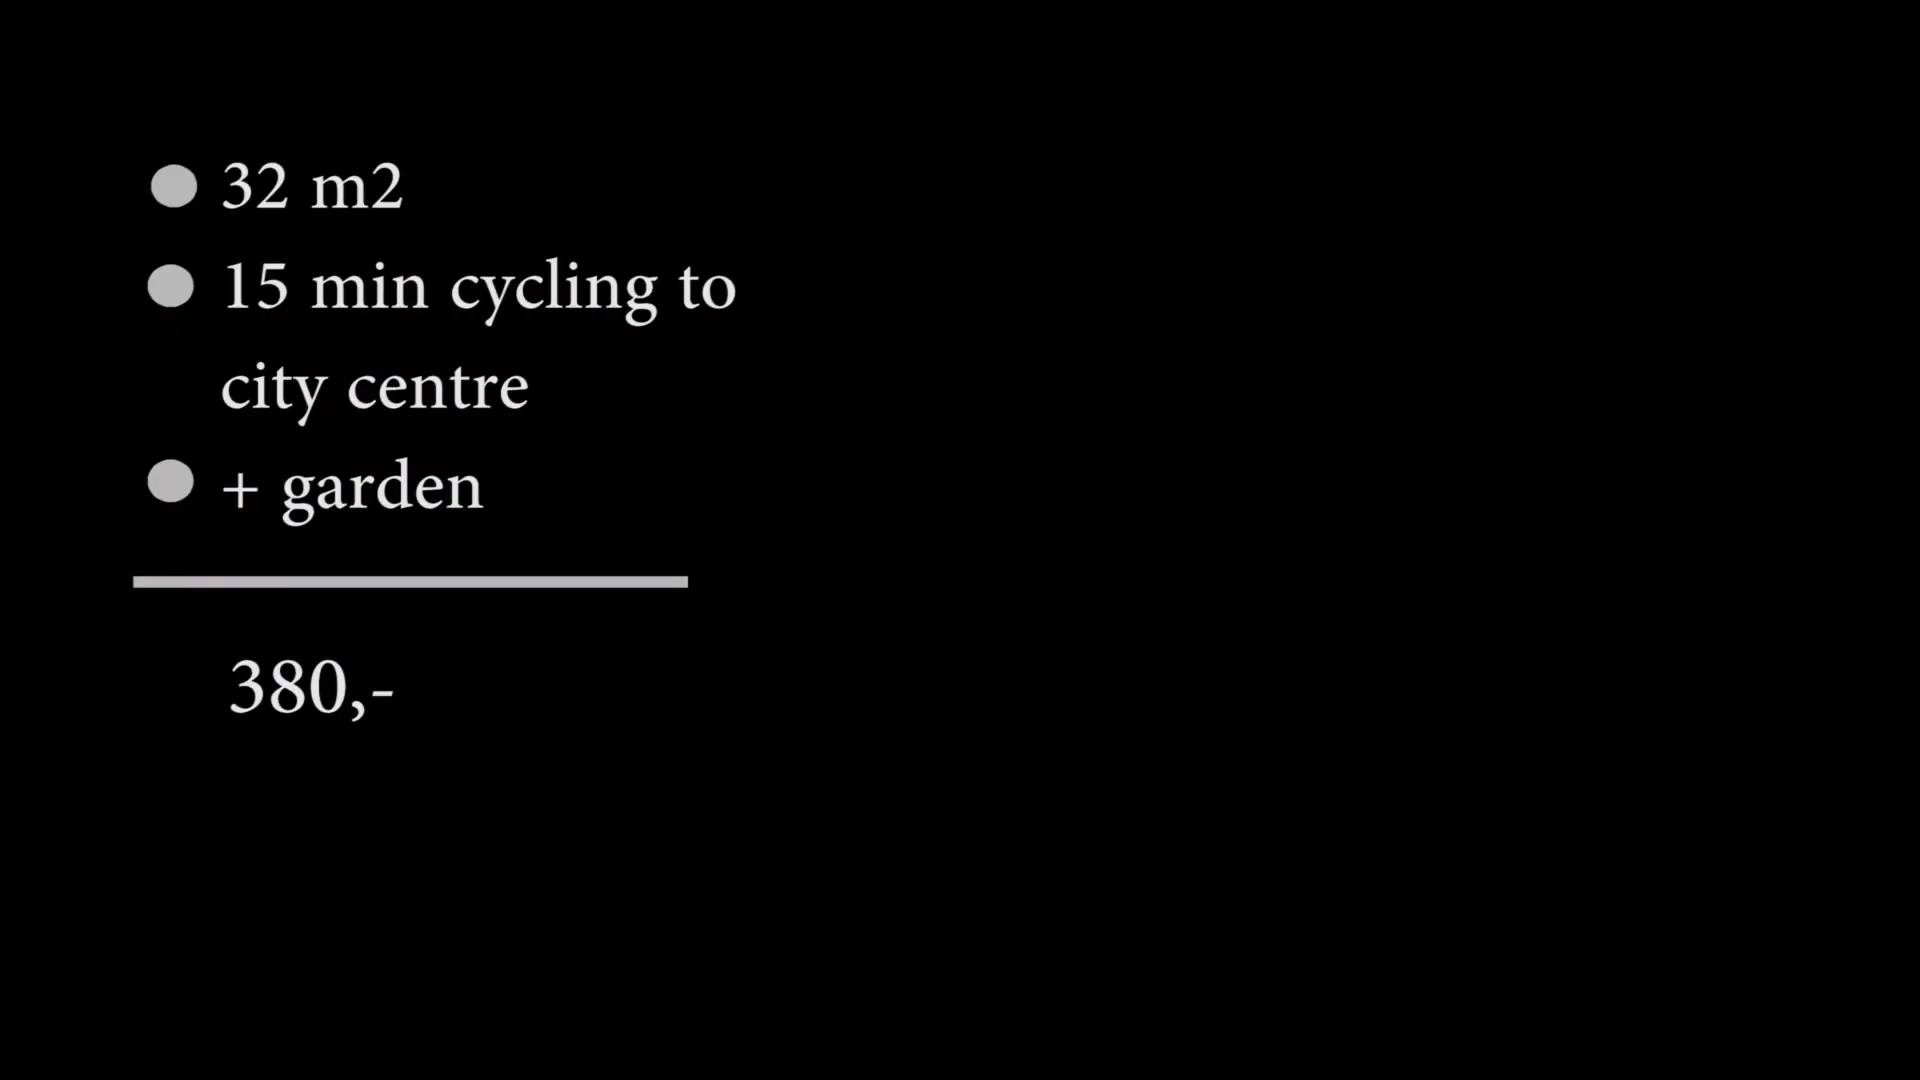 32 m2
15 min cycling to
city centre
+ garden
380,-